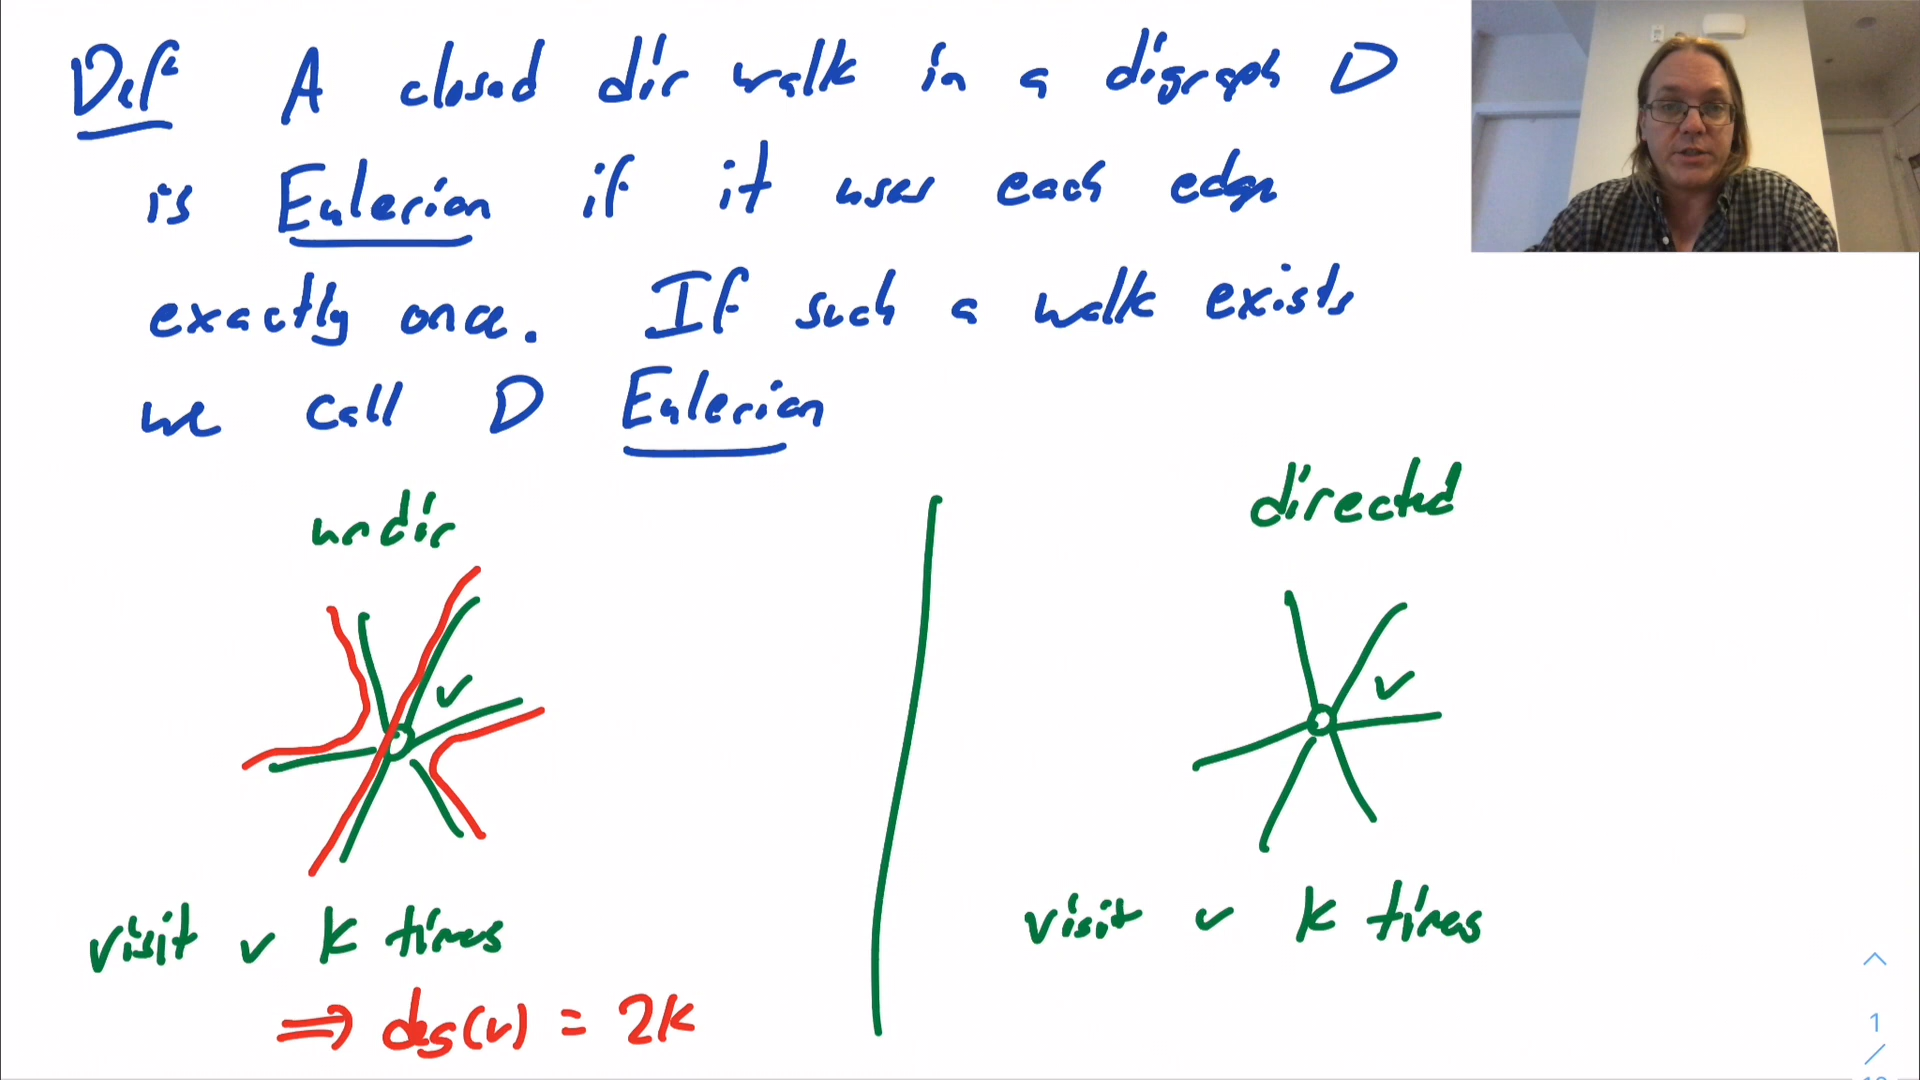 Def A closed dir walk in a digraph D
is Eulerian if it uses each edge
exactly once. If such a walk exists
we call D Eulerian
undir
directed
v
v
visit v k times
visit v k times
⇒ deg(v) = 2k
1
/